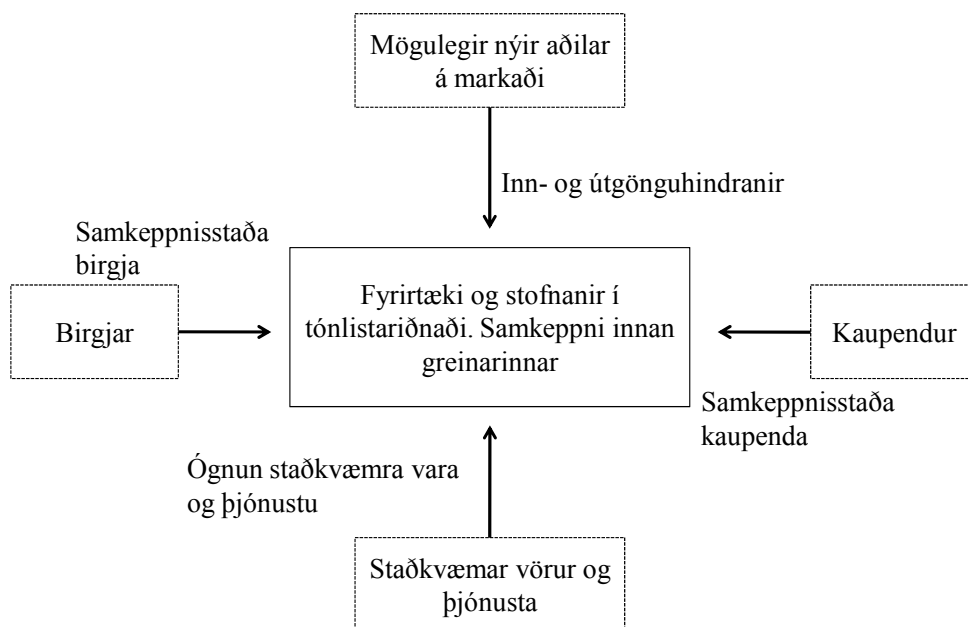 Mögulegir nýir aðilar
á markaði
Inn- og útgönguhindranir
Samkeppnisstaða
birgja
Birgjar
Fyrirtæki og stofnanir í
tónlistariðnaði. Samkeppni innan
greinarinnar
Kaupendur
Samkeppnisstaða
kaupenda
Ógnun staðkvæmra vara
og þjónustu
Staðkvæmar vörur og
þjónusta